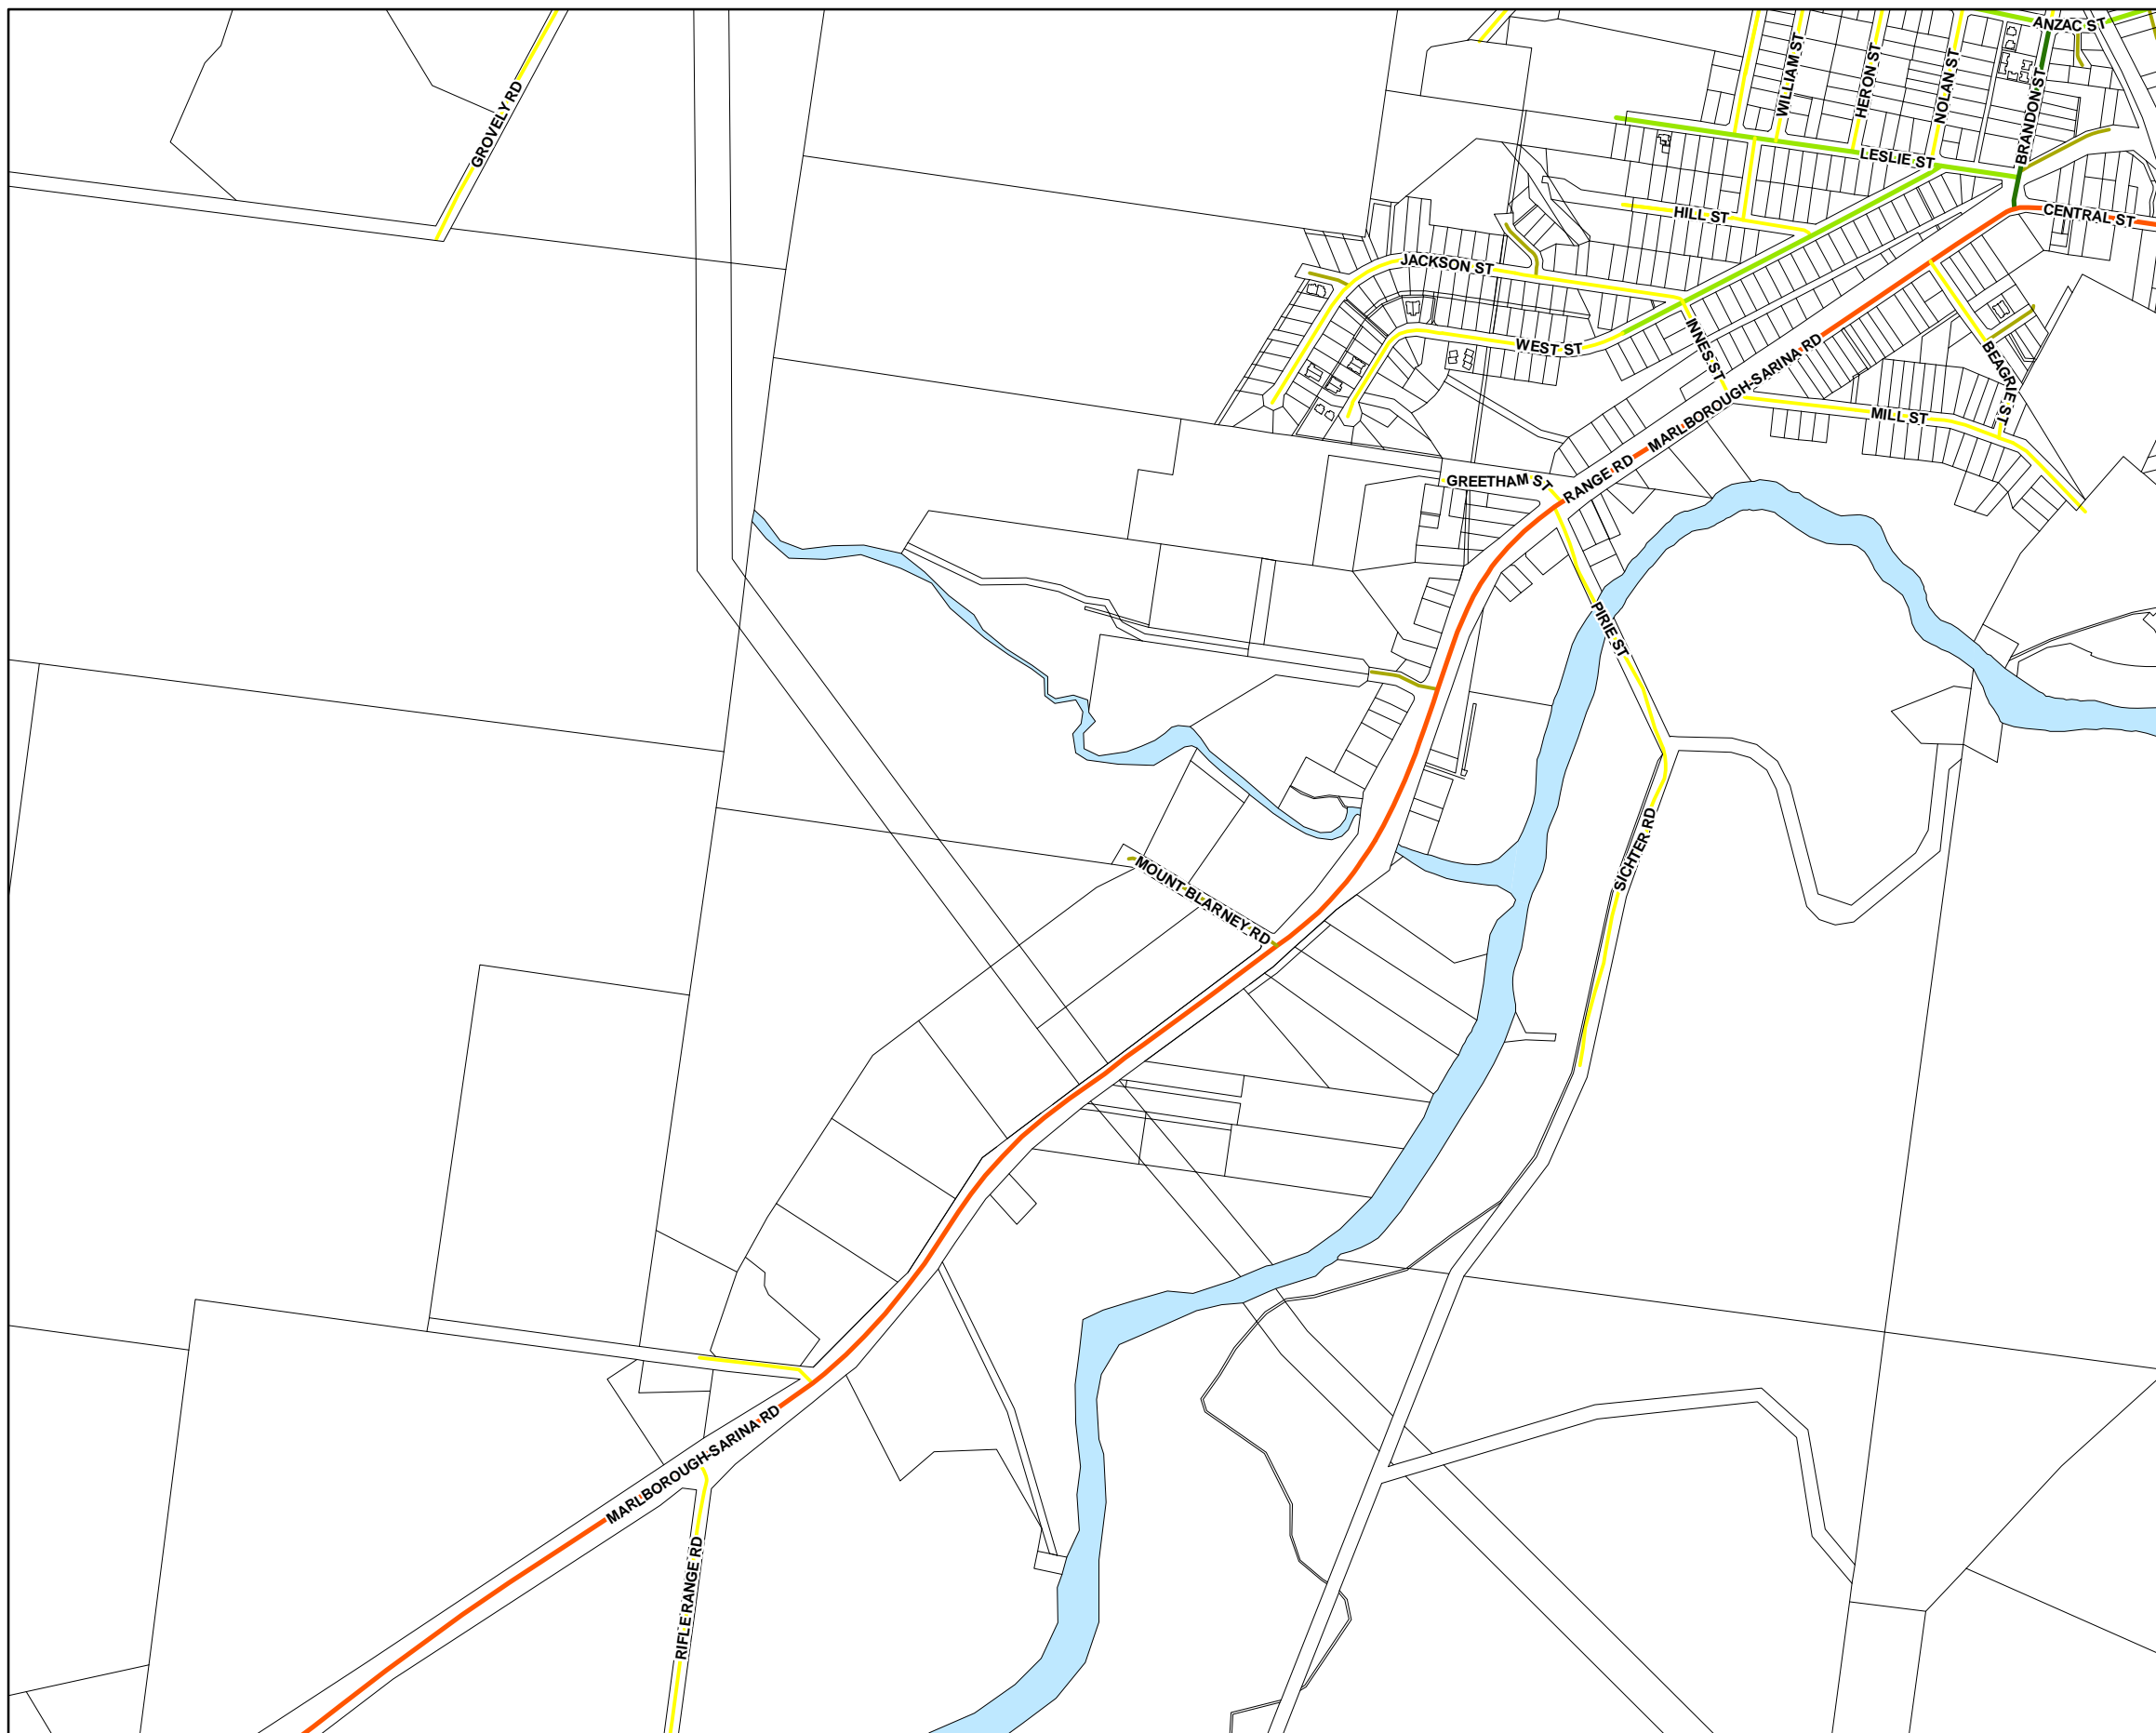 ANZAC ST
WILLIAM ST
HERON ST
NOLAN ST
BRANDON ST
GROVELY RD
LESLIE ST
HILL ST
CENTRAL ST
JACKSON ST
INNES ST
WEST ST
BEAGRIE ST
MARLBOROUGH-SARINA RD
MILL ST
GREETHAM ST
RANGE RD
PIRIE ST
SICHTER RD
MOUNT BLARNEY RD
MARLBOROUGH-SARINA RD
RIFLE RANGE RD